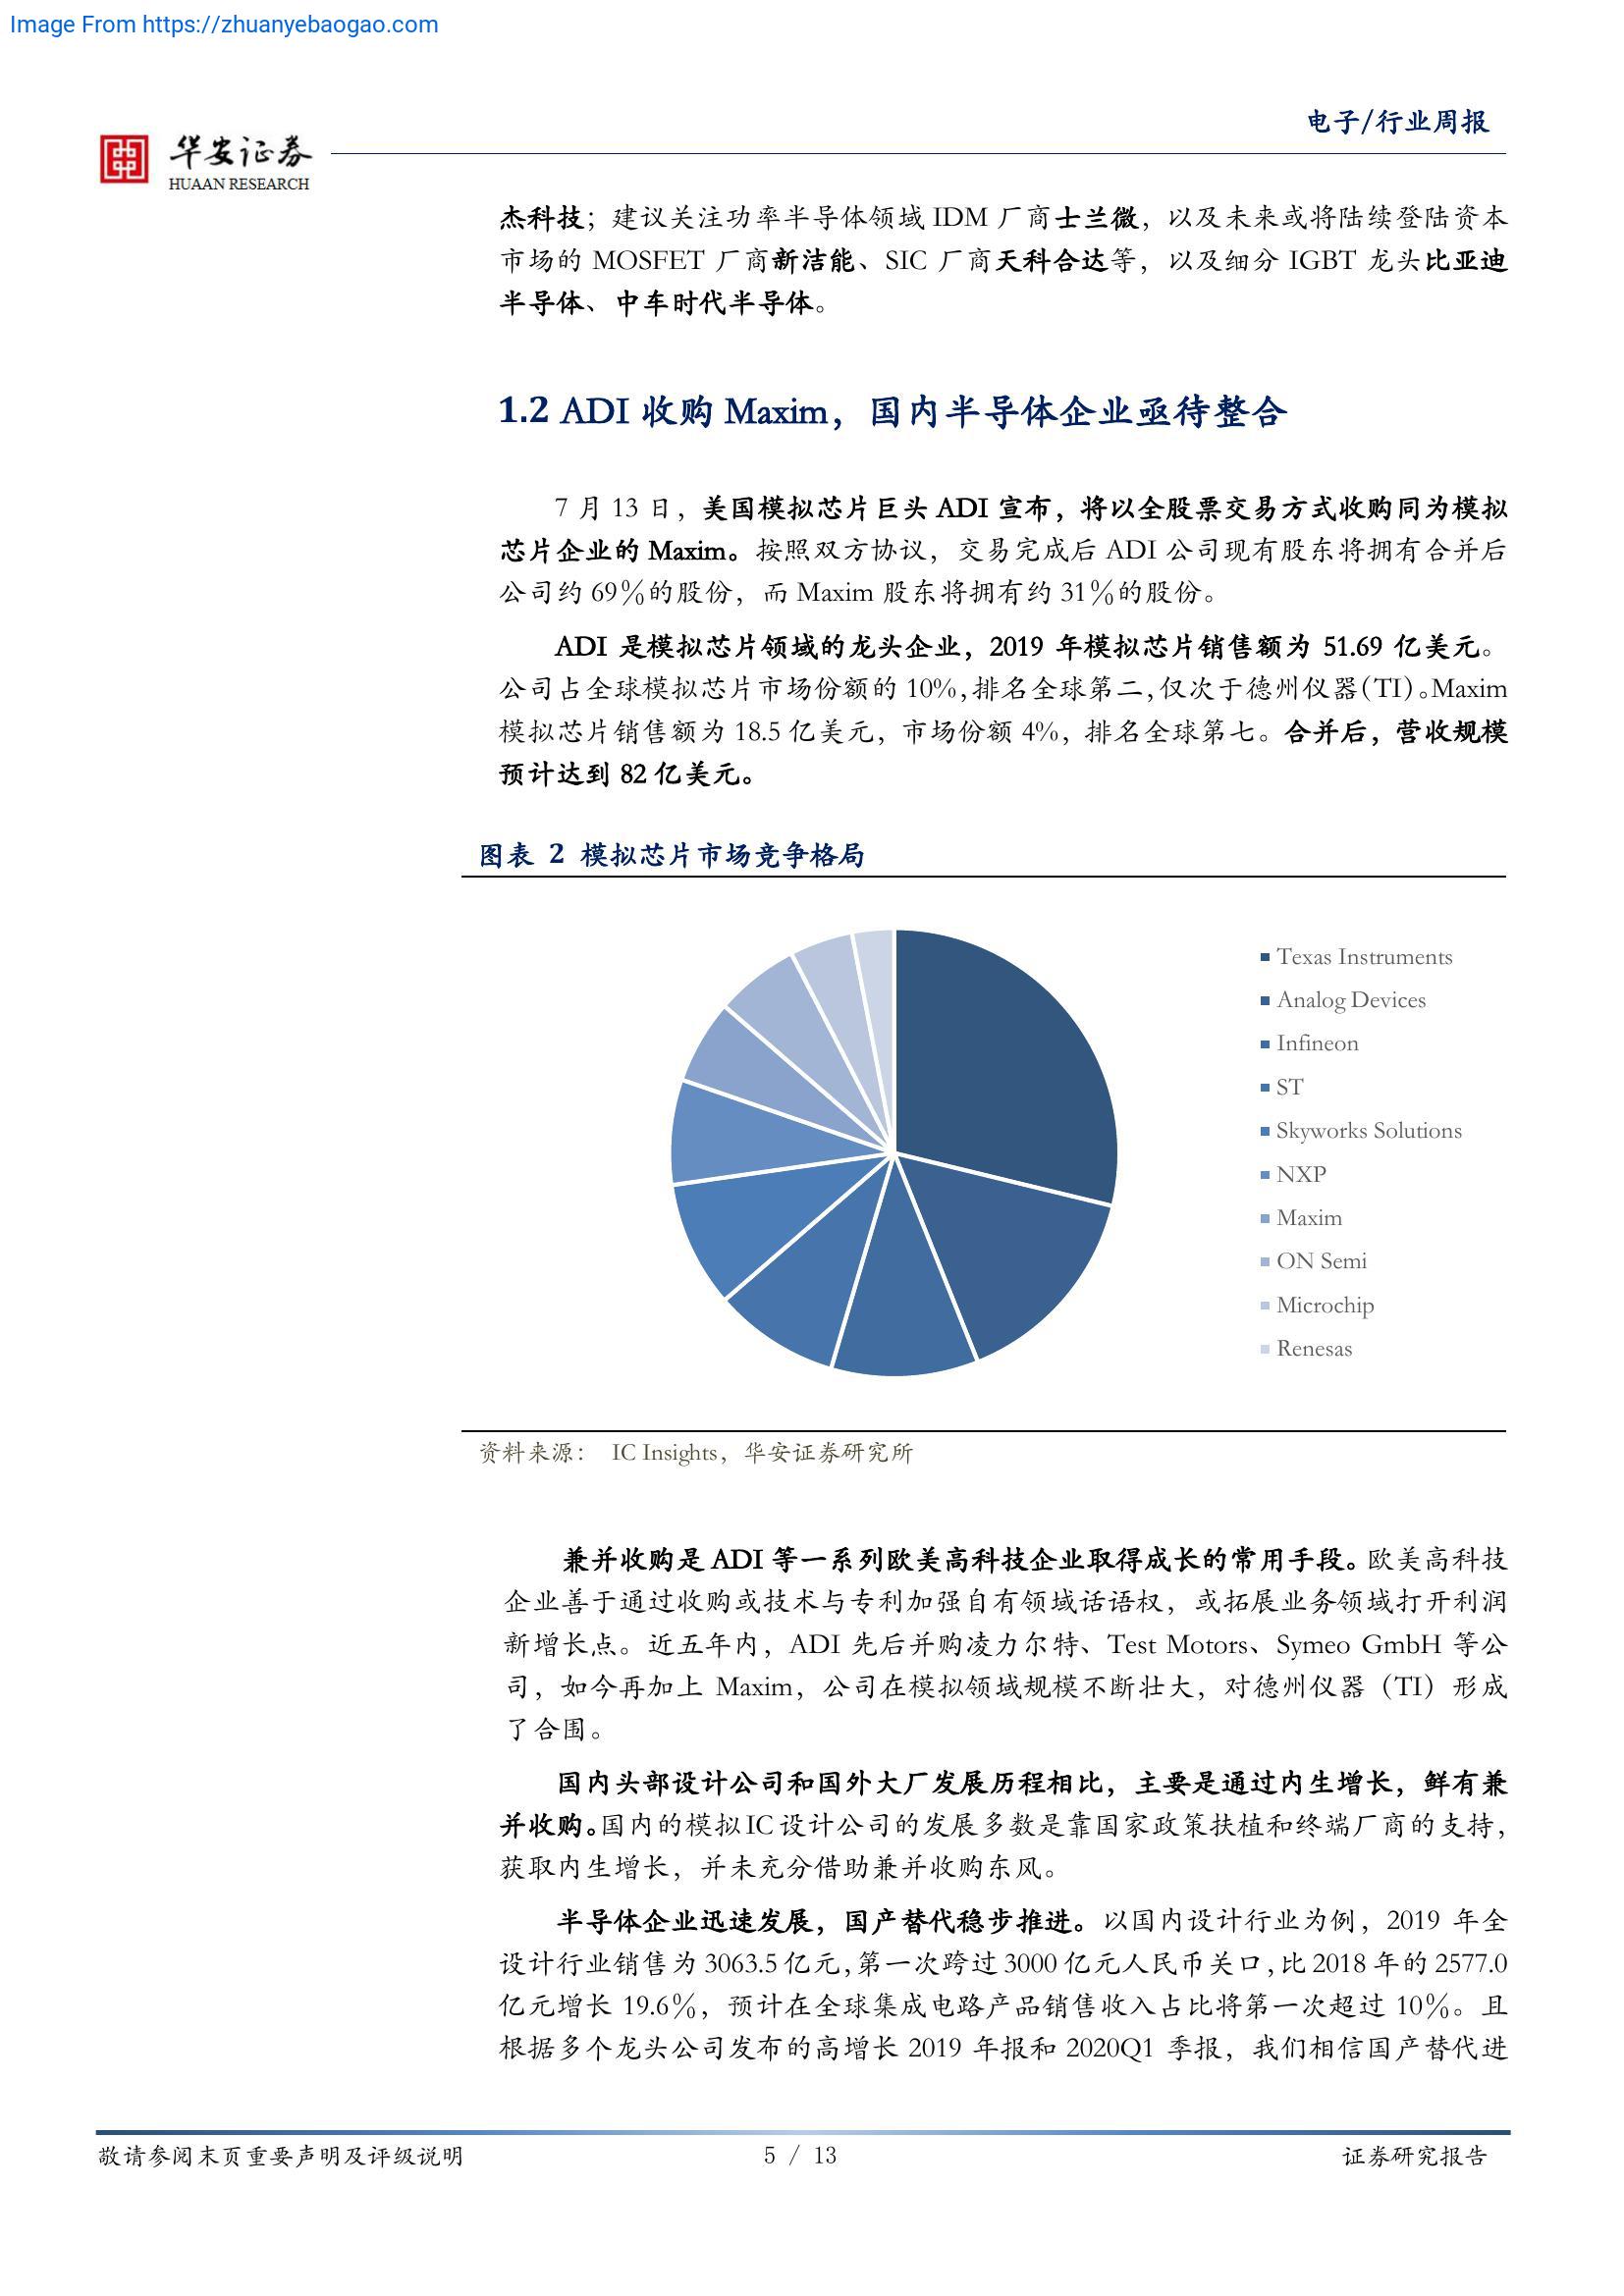 Image From https://zhuanyebaogao.com
电子/行业周报
华安证券
HUAAN RESEARCH
杰科技；建议关注功率半导体领域 IDM 厂商士兰微，以及未来或将陆续登陆资本
市场的 MOSFET 厂商新洁能、SIC 厂商天科合达等，以及细分 IGBT 龙头比亚迪
半导体、中车时代半导体。
1.2 ADI 收购 Maxim，国内半导体企业亟待整合
7 月 13 日，美国模拟芯片巨头 ADI 宣布，将以全股票交易方式收购同为模拟
芯片企业的 Maxim。按照双方协议，交易完成后 ADI 公司现有股东将拥有合并后
公司约 69%的股份，而 Maxim 股东将拥有约 31%的股份。
ADI 是模拟芯片领域的龙头企业，2019 年模拟芯片销售额为 51.69 亿美元。
公司占全球模拟芯片市场份额的 10%，排名全球第二，仅次于德州仪器（TI）。Maxim
模拟芯片销售额为 18.5 亿美元，市场份额 4%，排名全球第七。合并后，营收规模
预计达到 82 亿美元。
图表 2 模拟芯片市场竞争格局
Texas Instruments
Analog Devices
Infineon
ST
Skyworks Solutions
NXP
Maxim
ON Semi
Microchip
Renesas
资料来源： IC Insights，华安证券研究所
兼并收购是 ADI 等一系列欧美高科技企业取得成长的常用手段。欧美高科技
企业善于通过收购或技术与专利加强自有领域话语权，或拓展业务领域打开利润
新增长点。近五年内，ADI 先后并购凌力尔特、Test Motors、Symeo GmbH 等公
司，如今再加上 Maxim，公司在模拟领域规模不断壮大，对德州仪器（TI）形成
了合围。
国内头部设计公司和国外大厂发展历程相比，主要是通过内生增长，鲜有兼
并收购。国内的模拟 IC 设计公司的发展多数是靠国家政策扶植和终端厂商的支持，
获取内生增长，并未充分借助兼并收购东风。
半导体企业迅速发展，国产替代稳步推进。以国内设计行业为例，2019 年全
设计行业销售为 3063.5 亿元，第一次跨过 3000 亿元人民币关口，比 2018 年的 2577.0
亿元增长 19.6%，预计在全球集成电路产品销售收入占比将第一次超过 10%。且
根据多个龙头公司发布的高增长 2019 年报和 2020Q1 季报，我们相信国产替代进
敬请参阅末页重要声明及评级说明
5 / 13
证券研究报告